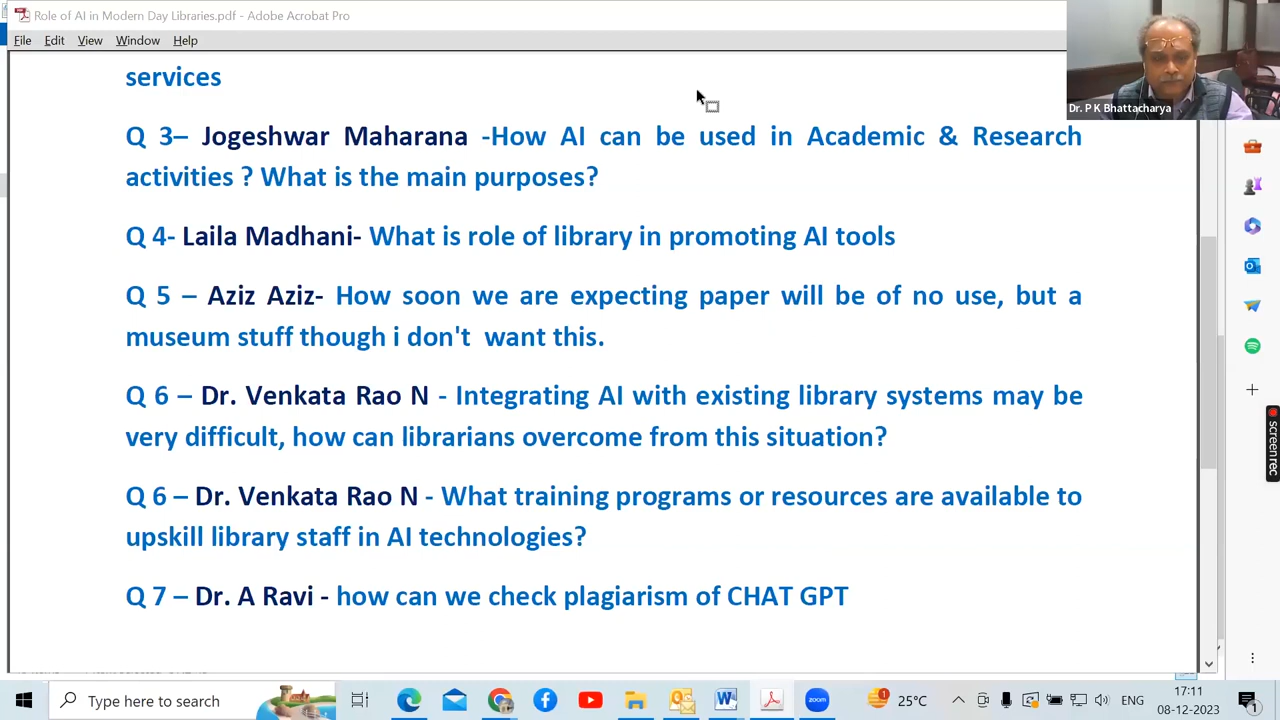 Role of AI in Modern Day Libraries.pdf - Adobe Acrobat Pro
File Edit View Window Help
Dr. P K Bhattacharya
services
Q 3– Jogeshwar Maharana -How AI can be used in Academic & Research
activities ? What is the main purposes?
Q 4- Laila Madhani- What is role of library in promoting AI tools
Q 5 – Aziz Aziz- How soon we are expecting paper will be of no use, but a
museum stuff though i don't want this.
Q 6 – Dr. Venkata Rao N - Integrating AI with existing library systems may be
very difficult, how can librarians overcome from this situation?
Q 6 – Dr. Venkata Rao N - What training programs or resources are available to
upskill library staff in AI technologies?
Q 7 – Dr. A Ravi - how can we check plagiarism of CHAT GPT
screenrec
Type here to search
zoom
1
25°C
ENG
17:11
08-12-2023
1